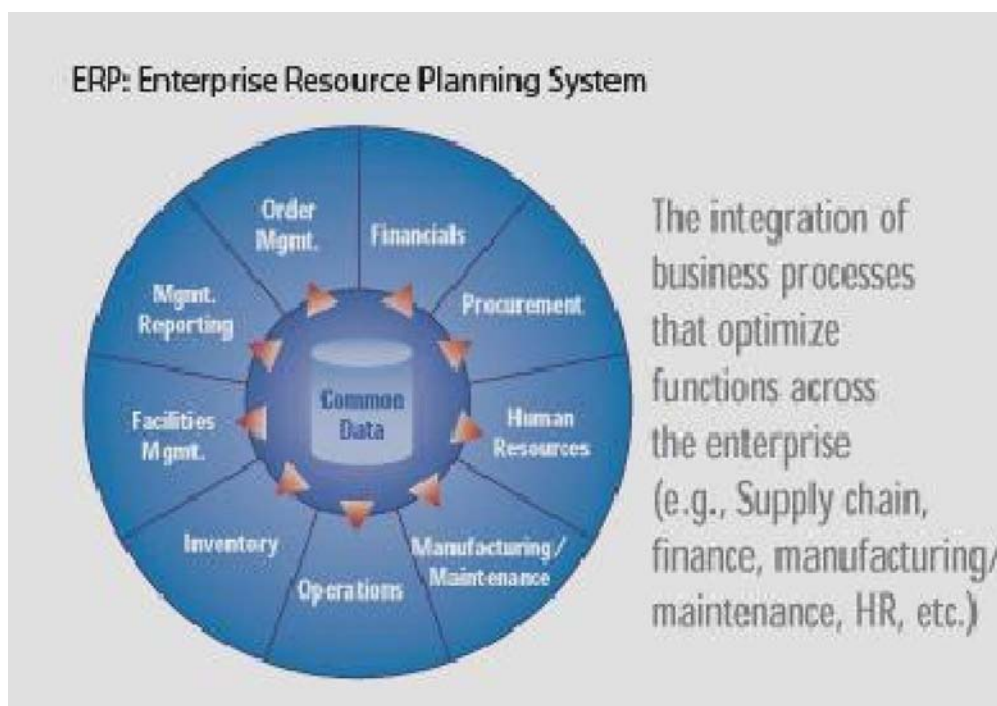 ERP: Enterprise Resource Planning System
Order
Mgmt.
Financials
Mgmt.
Reporting
Procurement
Common
Data
Facilities
Mgmt.
Human
Resources
Inventory
Operations
Manufacturing/
Maintenance
The integration of
business processes
that optimize
functions across
the enterprise
(e.g., Supply chain,
finance, manufacturing/
maintenance, HR, etc.)